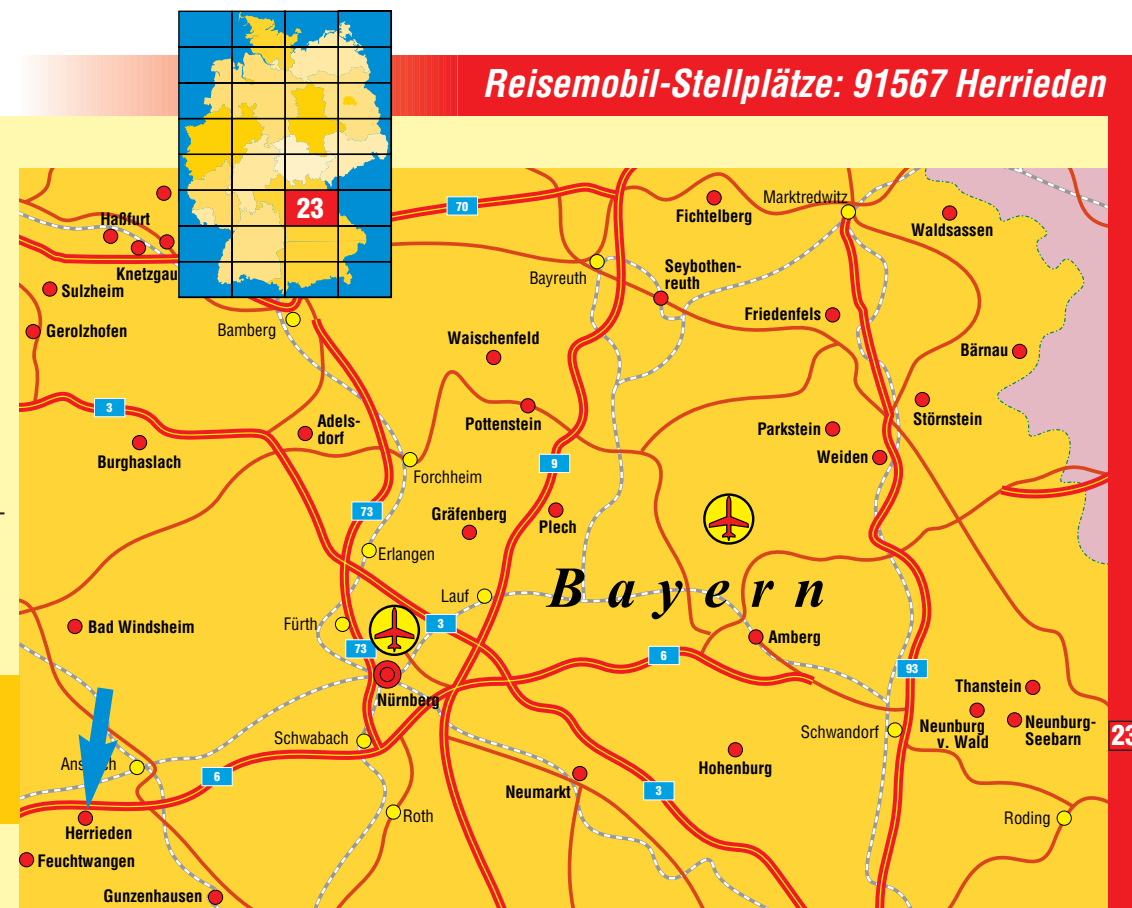 Reisemobil-Stellplätze: 91567 Herrieden
23
70
Fichtelberg
Marktredwitz
Waldsassen
Haßfurt
Knetzgau
Sulzheim
Gerolzhofen
Bamberg
Bayreuth
Seybothen-
reuth
Friedenfels
Bärnau
Waischenfeld
Pottenstein
Störnstein
Parkstein
Weiden
3
Adels-
dorf
Burghaslach
Forchheim
9
73
Gräfenberg
Plech
Erlangen
Bayern
Lauf
Fürth
3
73
Bad Windsheim
Amberg
6
93
Nürnberg
Thanstein
Neunburg
v. Wald
Neunburg-
Seebarn
23
Schwabach
Schwandorf
Hohenburg
Ansbach
6
Neumarkt
3
Roth
Roding
Herrieden
Feuchtwangen
Gunzenhausen